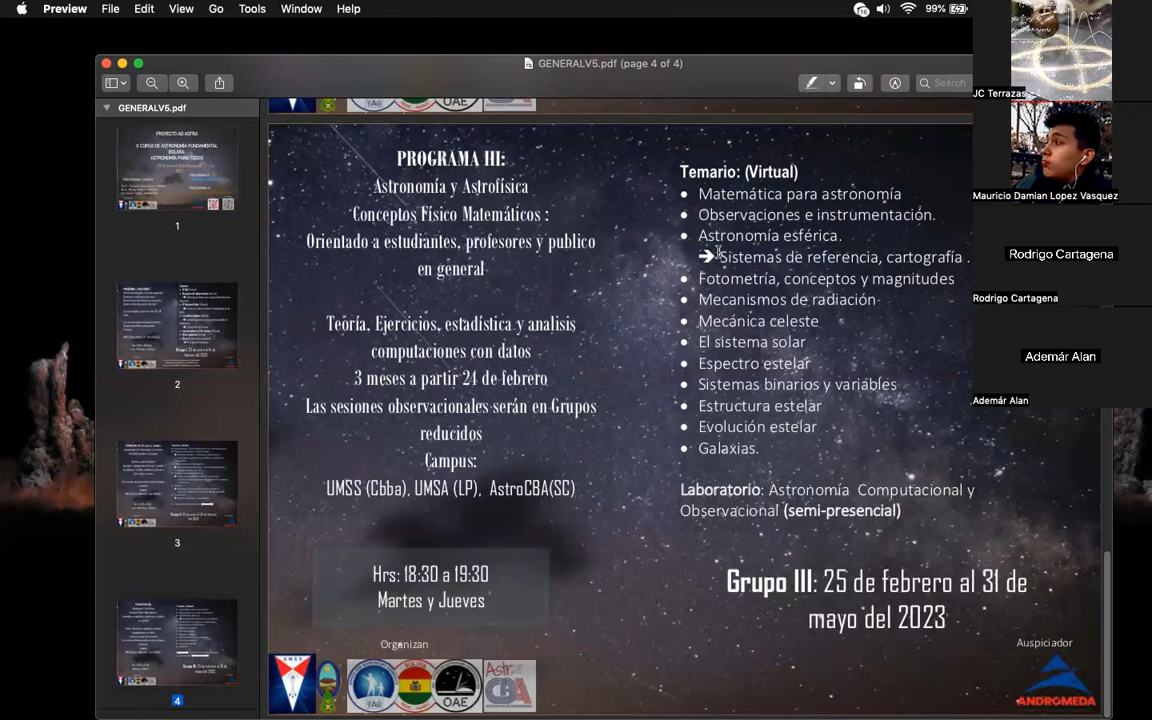 Preview File Edit View Go Tools Window Help
99%
GENERALV5.pdf (page 4 of 4)
Search
GENERALV5.pdf
1
2
3
4
PROGRAMA III:
Astronomía y Astrofísica
Conceptos Físico Matemáticos :
Orientado a estudiantes, profesores y publico
en general
Teoría, Ejercicios, estadística y analisis
computaciones con datos
3 meses a partir 24 de febrero
Las sesiones observacionales serán en Grupos
reducidos
Campus:
UMSS (Cbba), UMSA (LP), AstroCBA(SC)
Hrs: 18:30 a 19:30
Martes y Jueves
Organizan
UMSS
IAU
BOLIVIA
OAE
Astr
CBA
Temario: (Virtual)
• Matemática para astronomía
• Observaciones e instrumentación.
• Astronomía esférica.
➔ Sistemas de referencia, cartografía .
• Fotometría, conceptos y magnitudes
• Mecanismos de radiación
• Mecánica celeste
• El sistema solar
• Espectro estelar
• Sistemas binarios y variables
• Estructura estelar
• Evolución estelar
• Galaxias.
Laboratorio: Astronomía Computacional y
Observacional (semi-presencial)
Grupo III: 25 de febrero al 31 de
mayo del 2023
Auspiciador
ANDROMEDA
JC Terrazas
Mauricio Damian Lopez Vasquez
Rodrigo Cartagena
Rodrigo Cartagena
Ademár Alan
Ademár Alan